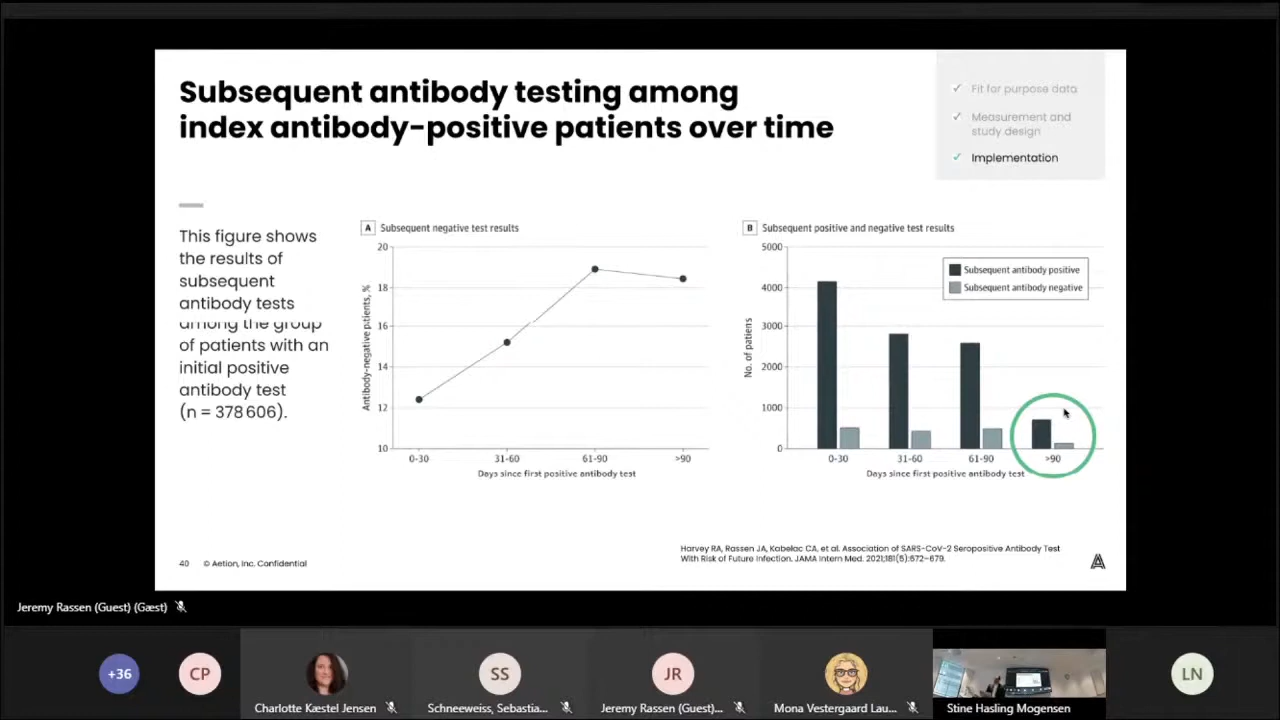 Subsequent antibody testing among
index antibody-positive patients over time
✓ Fit for purpose data
✓ Measurement and
study design
✓ Implementation
This figure shows
the results of
subsequent
antibody tests
among the group
of patients with an
initial positive
antibody test
(n = 378 606).
A Subsequent negative test results
Antibody-negative patients, %
20
18
16
14
12
10
0-30 31-60 61-90 >90
Days since first positive antibody test
B Subsequent positive and negative test results
No. of patients
5000
4000
3000
2000
1000
0
Subsequent antibody positive
Subsequent antibody negative
0-30 31-60 61-90 >90
Days since first positive antibody test
Harvey RA, Rassen JA, Kabelac CA, et al. Association of SARS-CoV-2 Seropositive Antibody Test
With Risk of Future Infection. JAMA Intern Med. 2021;181(5):672–679.
40 © Aetion, Inc. Confidential
Jeremy Rassen (Guest) (Gæst)
+36
CP
Charlotte Kæstel Jensen
SS
Schneeweiss, Sebastia...
JR
Jeremy Rassen (Guest)...
Mona Vestergaard Lau...
Stine Hasling Mogensen
LN